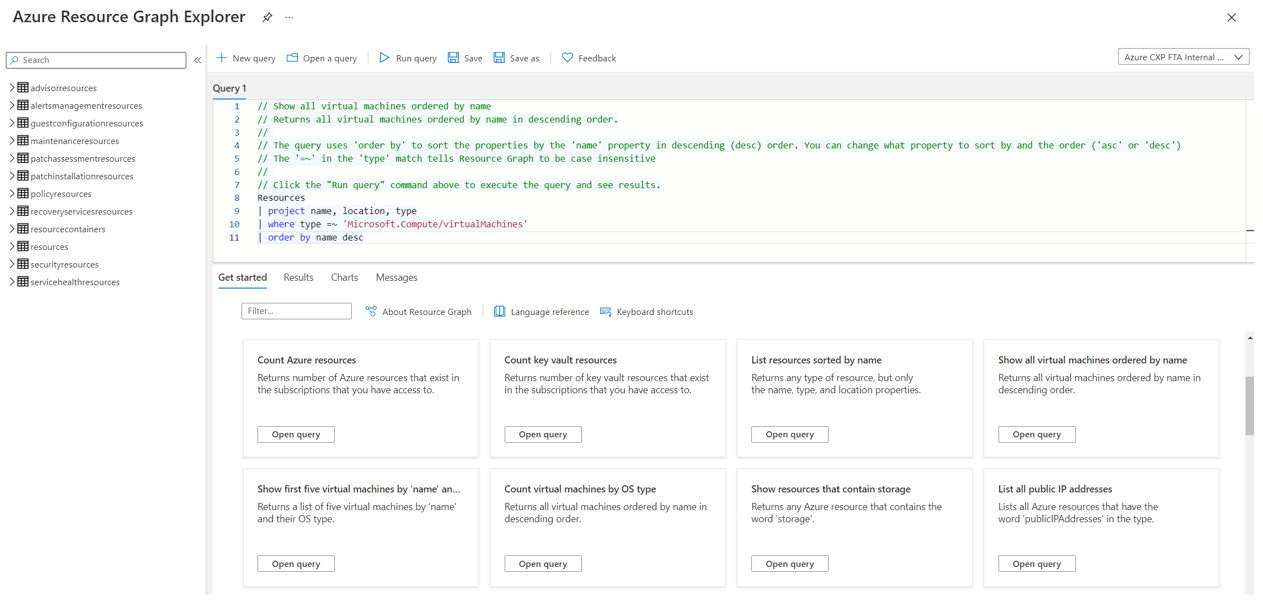 Azure Resource Graph Explorer
Search
advisorresources
alertsmanagementresources
guestconfigurationresources
maintenanceresources
patchassessmentresources
patchinstallationresources
policyresources
recoveryservicesresources
resourcecontainers
resources
securityresources
servicehealthresources
New query Open a query Run query Save Save as Feedback
Azure CXP FTA Internal ...
Query 1
1 // Show all virtual machines ordered by name
2 // Returns all virtual machines ordered by name in descending order.
3 //
4 // The query uses 'order by' to sort the properties by the 'name' property in descending (desc) order. You can change what property to sort by and the order ('asc' or 'desc')
5 // The '=~' in the 'type' match tells Resource Graph to be case insensitive
6 //
7 // Click the "Run query" command above to execute the query and see results.
8 Resources
9 | project name, location, type
10 | where type =~ 'Microsoft.Compute/virtualMachines'
11 | order by name desc
Get started Results Charts Messages
Filter... About Resource Graph Language reference Keyboard shortcuts
Count Azure resources
Returns number of Azure resources that exist in
the subscriptions that you have access to.
Open query
Count key vault resources
Returns number of key vault resources that exist
in the subscriptions that you have access to.
Open query
List resources sorted by name
Returns any type of resource, but only
the name, type, and location properties.
Open query
Show all virtual machines ordered by name
Returns all virtual machines ordered by name in
descending order.
Open query
Show first five virtual machines by 'name' an...
Returns a list of five virtual machines by 'name'
and their OS type.
Open query
Count virtual machines by OS type
Returns all virtual machines ordered by name in
descending order.
Open query
Show resources that contain storage
Returns any Azure resource that contains the
word 'storage'.
Open query
List all public IP addresses
Lists all Azure resources that have the
word 'publicIPAddresses' in the type.
Open query